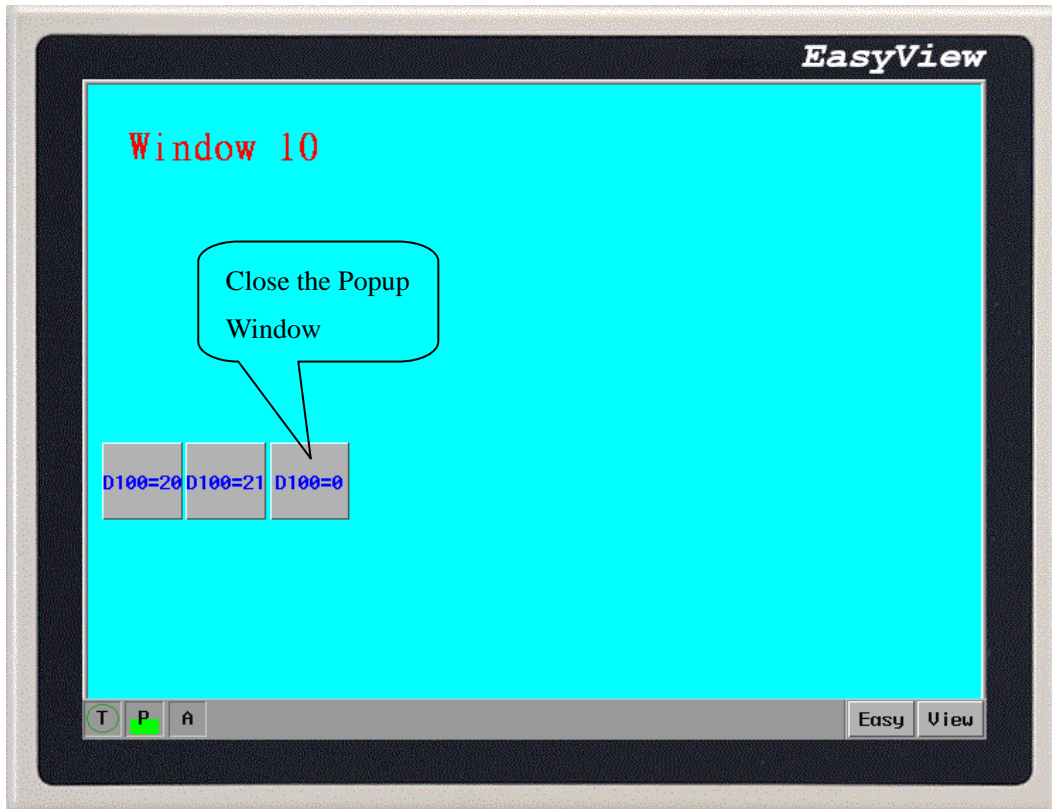 EasyView
Window 10
Close the Popup
Window
D100=20 D100=21 D100=0
T P A Easy View